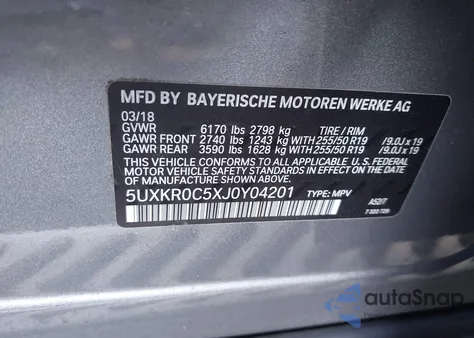 MFD BY BAYERISCHE MOTOREN WERKE AG
03/18
GVWR 6170 lbs 2798 kg TIRE / RIM
GAWR FRONT 2740 lbs 1243 kg WITH 255/50 R19 /9.0J x 19
GAWR REAR 3590 lbs 1628 kg WITH 255/50 R19 / 9.0J x 19
THIS VEHICLE CONFORMS TO ALL APPLICABLE U.S. FEDERAL
MOTOR VEHICLE SAFETY STANDARDS IN EFFECT ON THE DATE
OF MANUFACTURE SHOWN ABOVE.
5UXKR0C5XJ0Y04201 TYPE: MPV
autoSnap